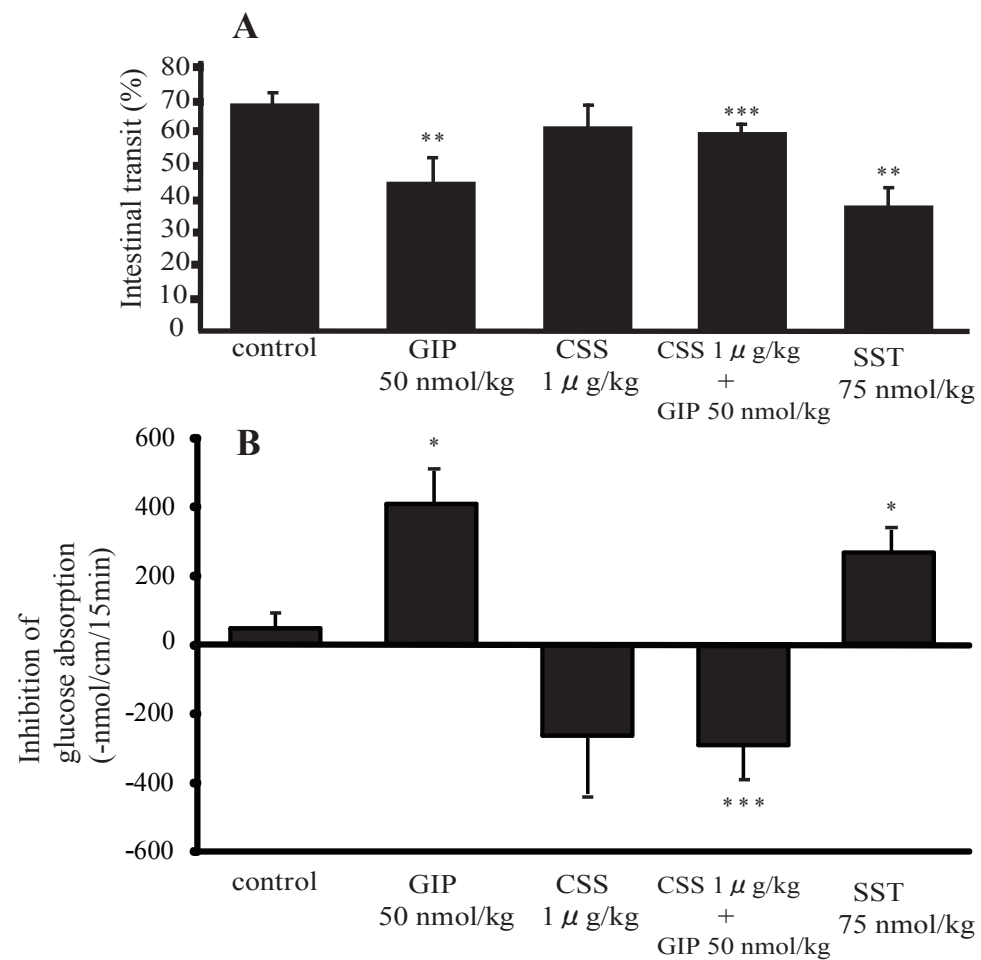 A
Intestinal transit (%)
80
70
60
50
40
30
20
10
0
**
***
**
control
GIP
50 nmol/kg
CSS
1 μ g/kg
CSS 1 μ g/kg
+
GIP 50 nmol/kg
SST
75 nmol/kg
B
Inhibition of
glucose absorption
(-nmol/cm/15min)
600
400
200
0
-200
-400
-600
*
***
*
control
GIP
50 nmol/kg
CSS
1 μ g/kg
CSS 1 μ g/kg
+
GIP 50 nmol/kg
SST
75 nmol/kg